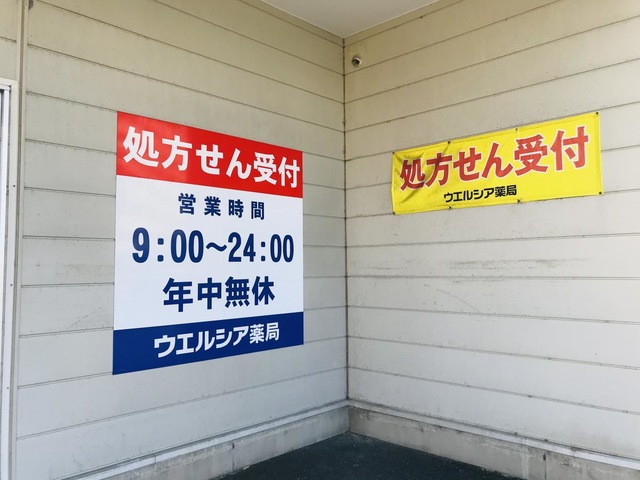 処方せん受付
営業時間
9:00～24:00
年中無休
ウエルシア薬局
処方せん受付
ウエルシア薬局